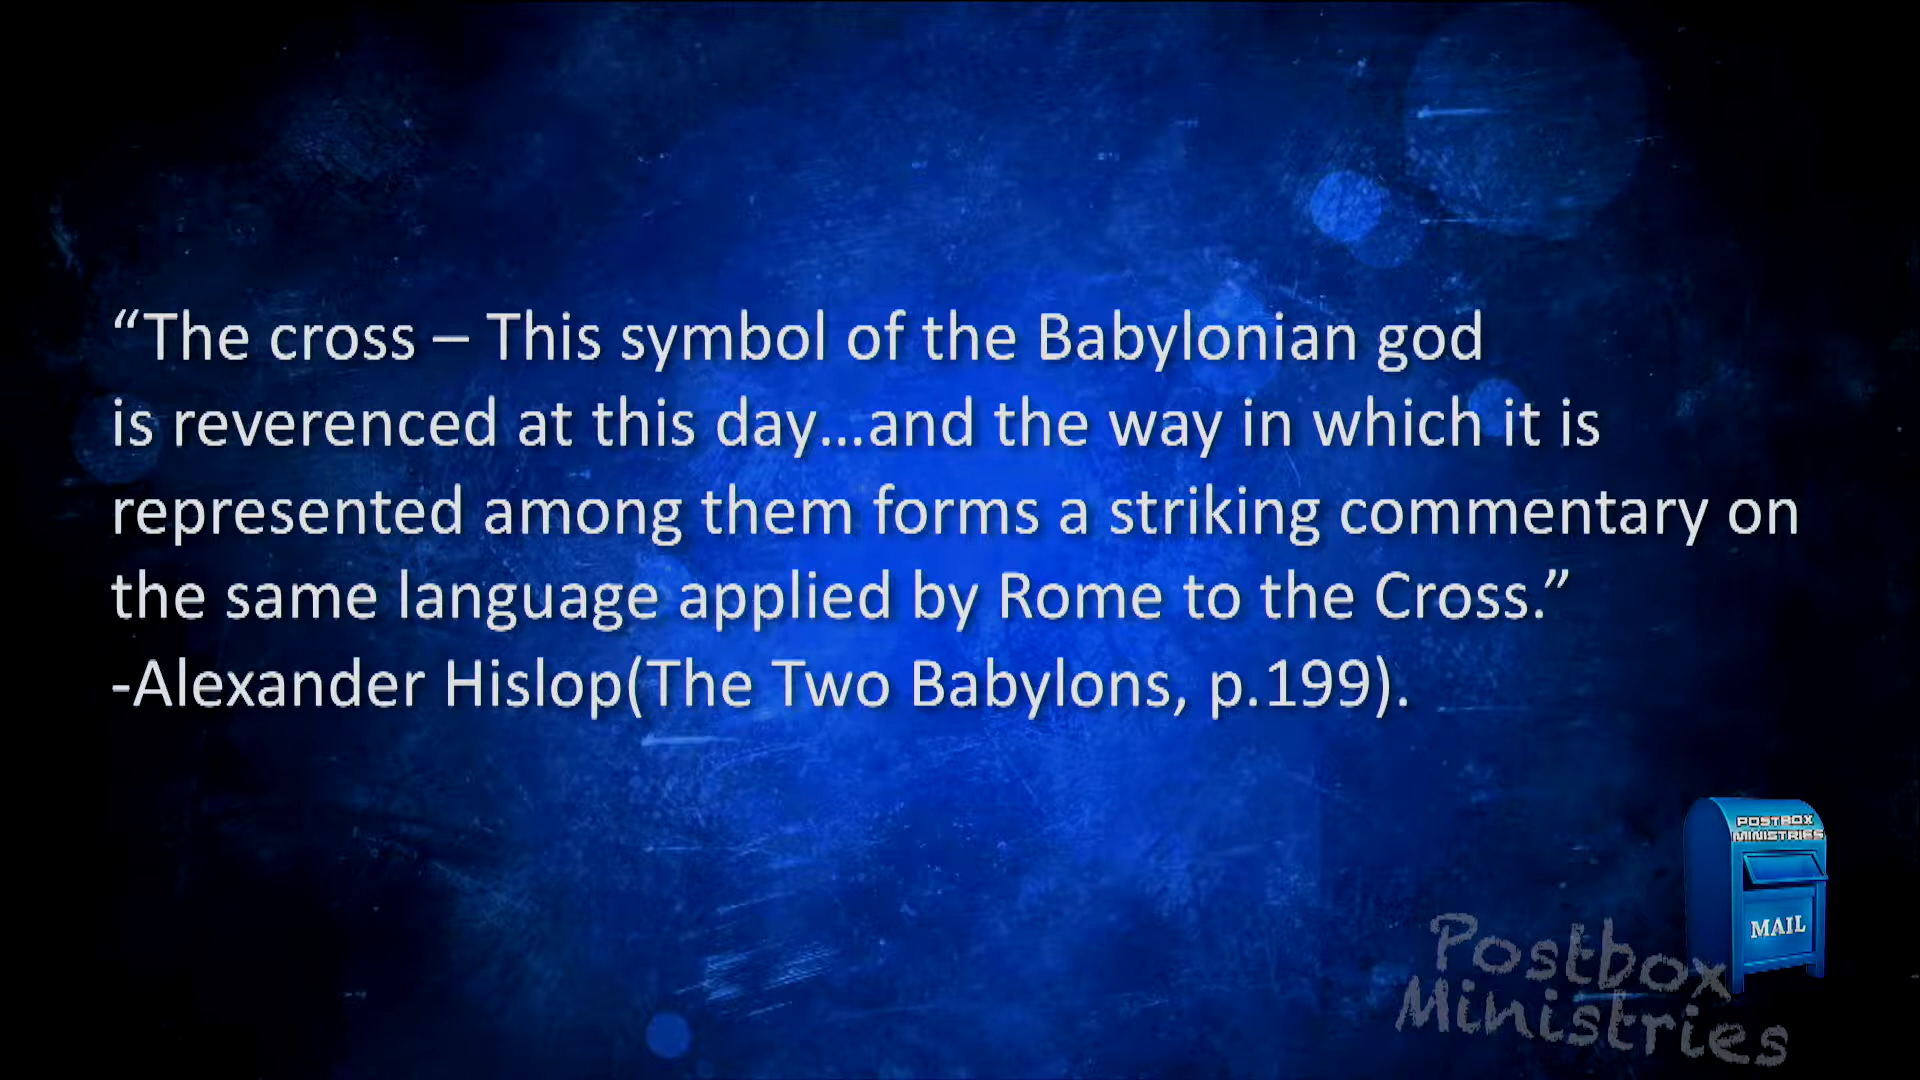 “The cross – This symbol of the Babylonian god
is reverenced at this day...and the way in which it is
represented among them forms a striking commentary on
the same language applied by Rome to the Cross.”
-Alexander Hislop(The Two Babylons, p.199).
POSTBOX
MINISTRIES
MAIL
Postbox
Ministries